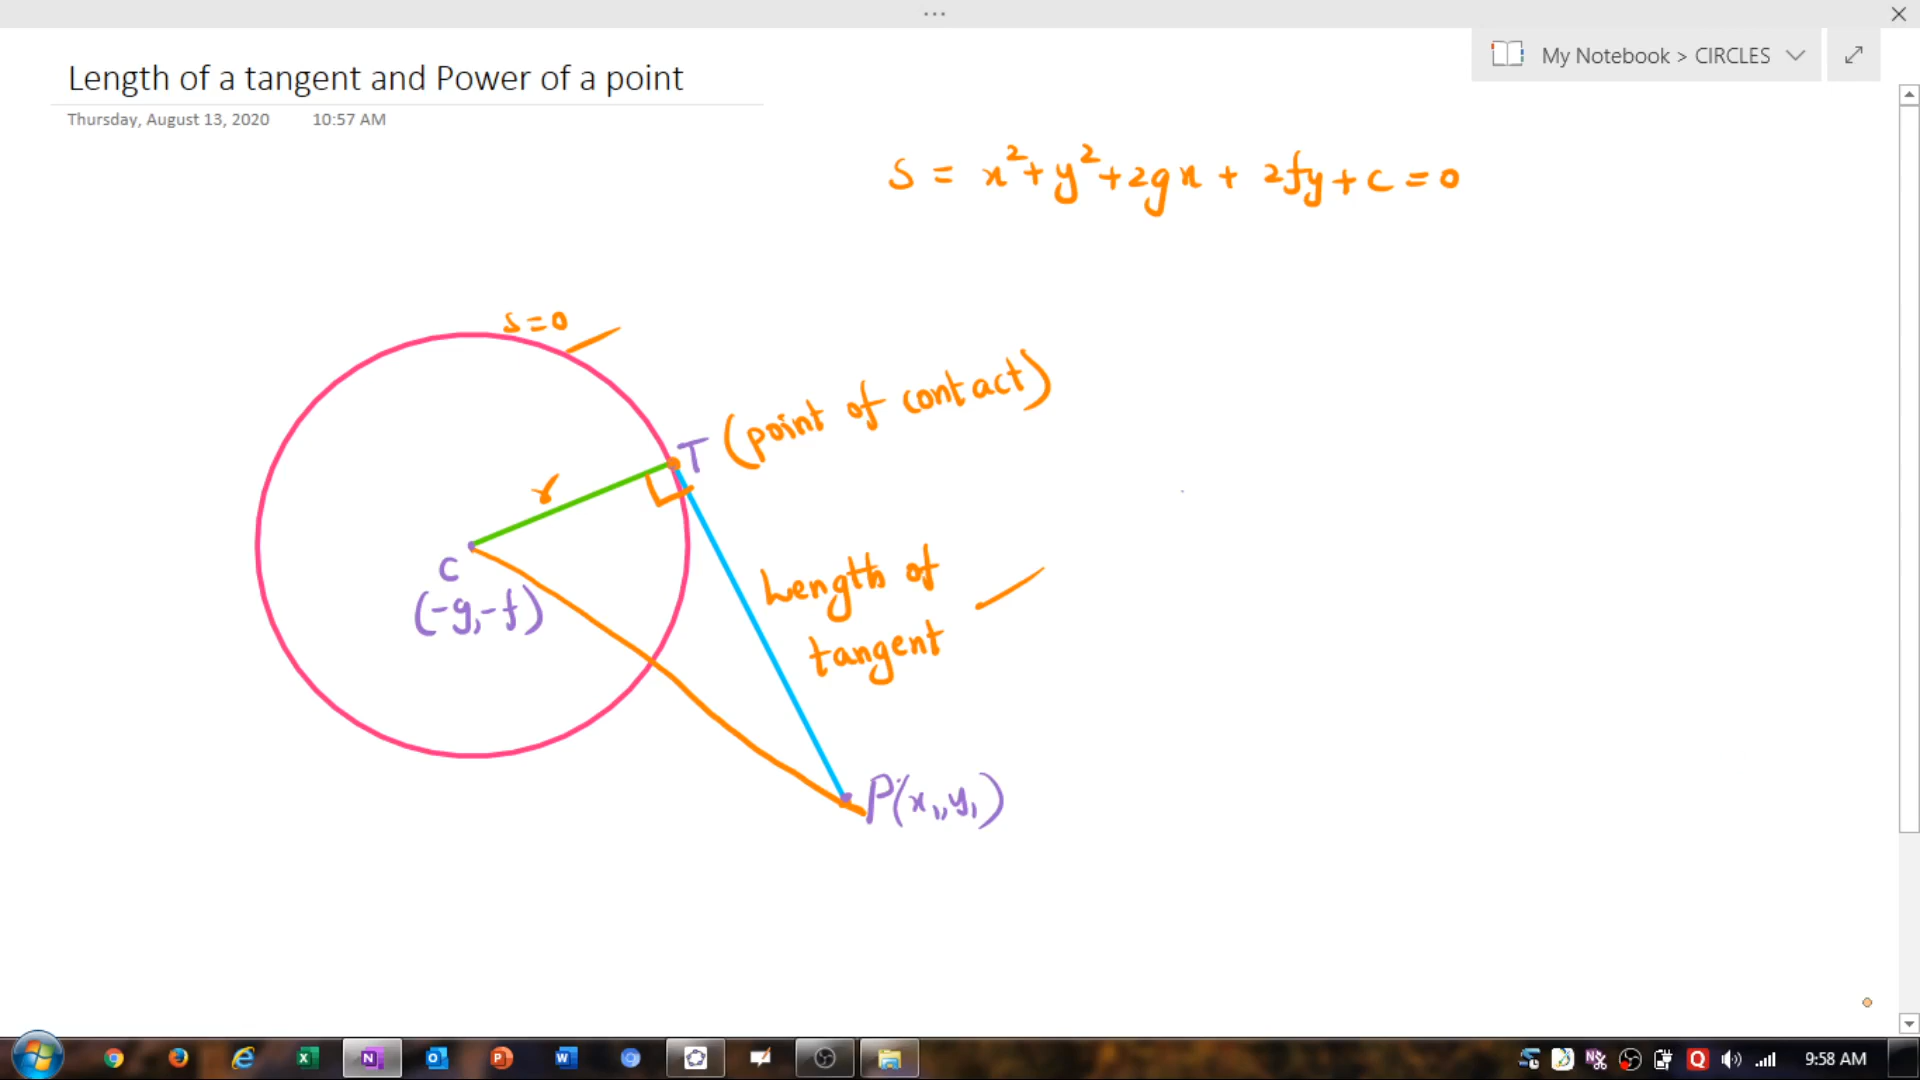 My Notebook > CIRCLES
Length of a tangent and Power of a point
Thursday, August 13, 2020 10:57 AM
S = x²+y²+2gx + 2fy+c=0
S=0
T (point of contact)
r
C
(-g,-f)
Length of
tangent
P(x₁,y₁)
9:58 AM